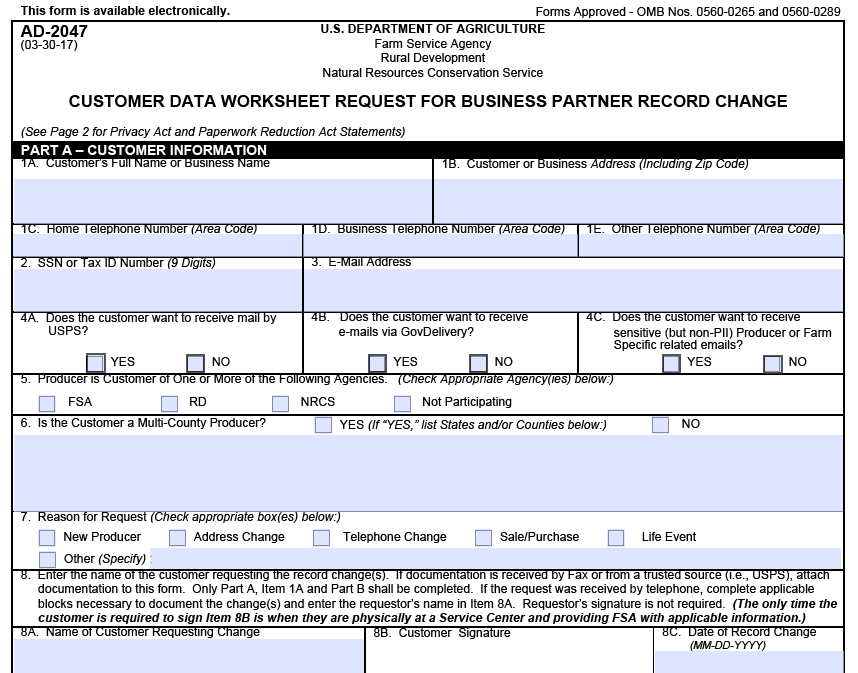 This form is available electronically.
Forms Approved - OMB Nos. 0560-0265 and 0560-0289
AD-2047
(03-30-17)
U.S. DEPARTMENT OF AGRICULTURE
Farm Service Agency
Rural Development
Natural Resources Conservation Service
CUSTOMER DATA WORKSHEET REQUEST FOR BUSINESS PARTNER RECORD CHANGE
(See Page 2 for Privacy Act and Paperwork Reduction Act Statements)
PART A – CUSTOMER INFORMATION
1A. Customer's Full Name or Business Name
1B. Customer or Business Address (Including Zip Code)
1C. Home Telephone Number (Area Code)
1D. Business Telephone Number (Area Code)
1E. Other Telephone Number (Area Code)
2. SSN or Tax ID Number (9 Digits)
3. E-Mail Address
4A. Does the customer want to receive mail by
USPS?
YES NO
4B. Does the customer want to receive
e-mails via GovDelivery?
YES NO
4C. Does the customer want to receive
sensitive (but non-PII) Producer or Farm
Specific related emails?
YES NO
5. Producer is Customer of One or More of the Following Agencies. (Check Appropriate Agency(ies) below:)
FSA RD NRCS Not Participating
6. Is the Customer a Multi-County Producer? YES (If "YES," list States and/or Counties below:) NO
7. Reason for Request (Check appropriate box(es) below:)
New Producer Address Change Telephone Change Sale/Purchase Life Event
Other (Specify) :
8. Enter the name of the customer requesting the record change(s). If documentation is received by Fax or from a trusted source (i.e., USPS), attach
documentation to this form. Only Part A, Item 1A and Part B shall be completed. If the request was received by telephone, complete applicable
blocks necessary to document the change(s) and enter the requestor's name in Item 8A. Requestor's signature is not required. (The only time the
customer is required to sign Item 8B is when they are physically at a Service Center and providing FSA with applicable information.)
8A. Name of Customer Requesting Change
8B. Customer Signature
8C. Date of Record Change
(MM-DD-YYYY)